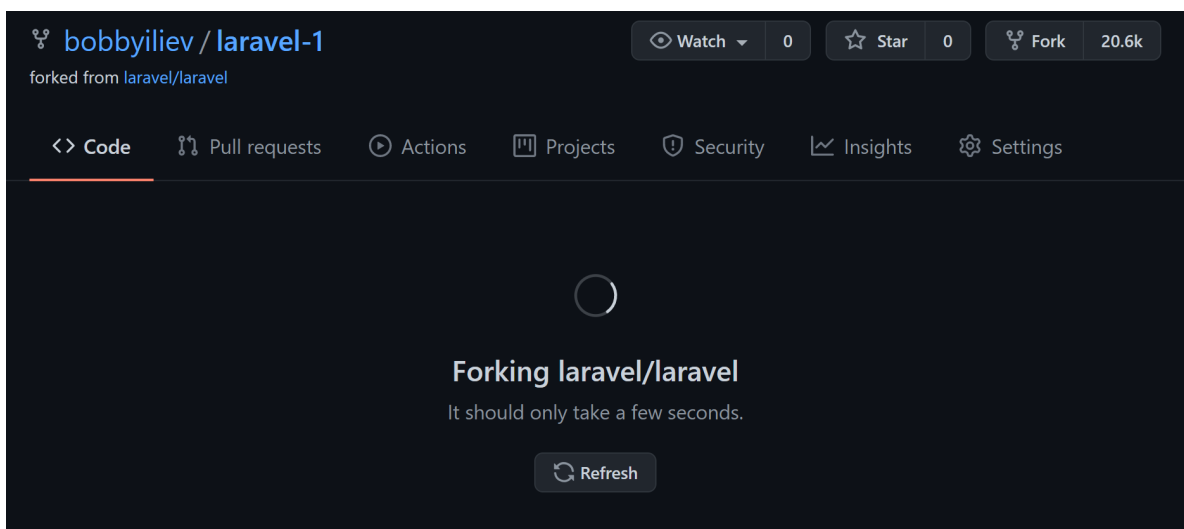 bobbyiliev / laravel-1 Watch 0 Star 0 Fork 20.6k
forked from laravel/laravel
<> Code Pull requests Actions Projects Security Insights Settings
Forking laravel/laravel
It should only take a few seconds.
Refresh